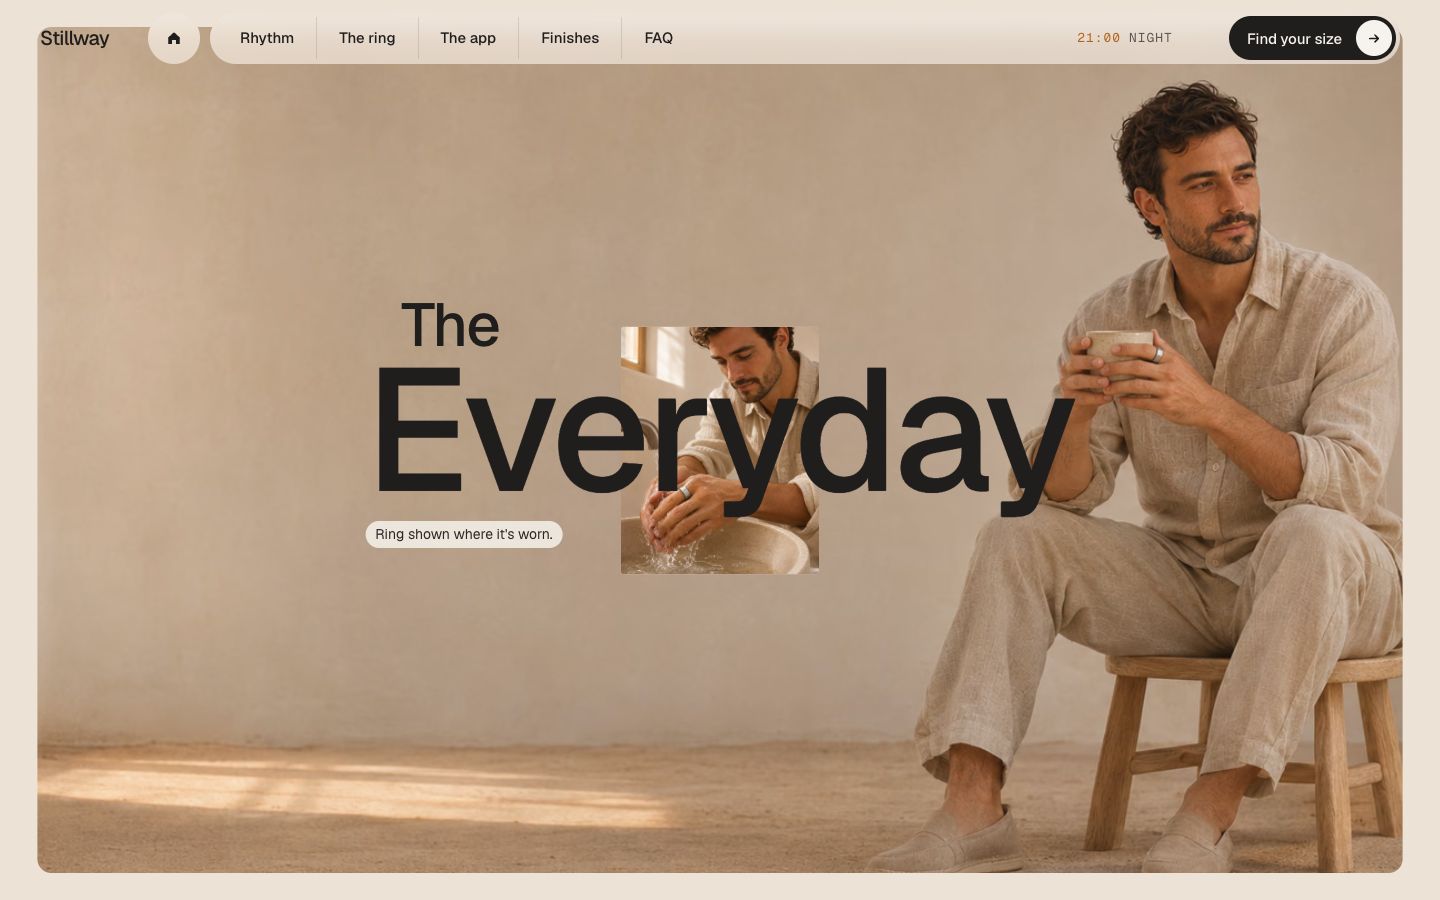 Stillway
Rhythm
The ring
The app
Finishes
FAQ
21:00 NIGHT
Find your size
The
Everyday
Ring shown where it's worn.